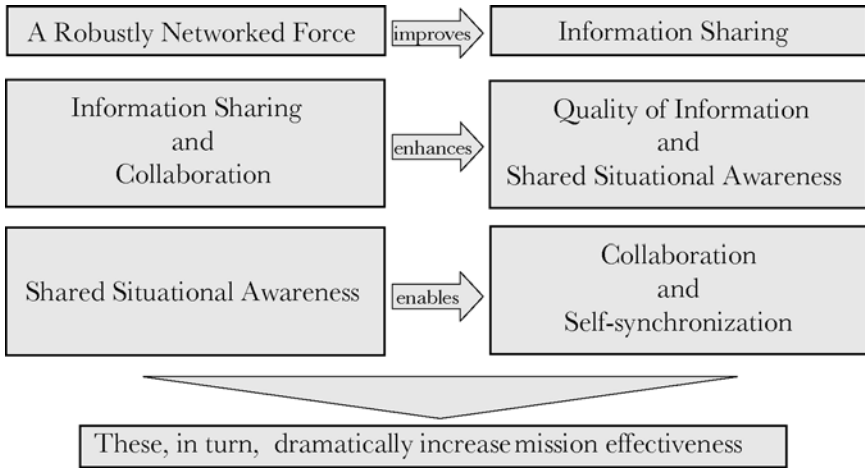 A Robustly Networked Force
improves
Information Sharing
Information Sharing
and
Collaboration
enhances
Quality of Information
and
Shared Situational Awareness
Shared Situational Awareness
enables
Collaboration
and
Self-synchronization
These, in turn, dramatically increase mission effectiveness